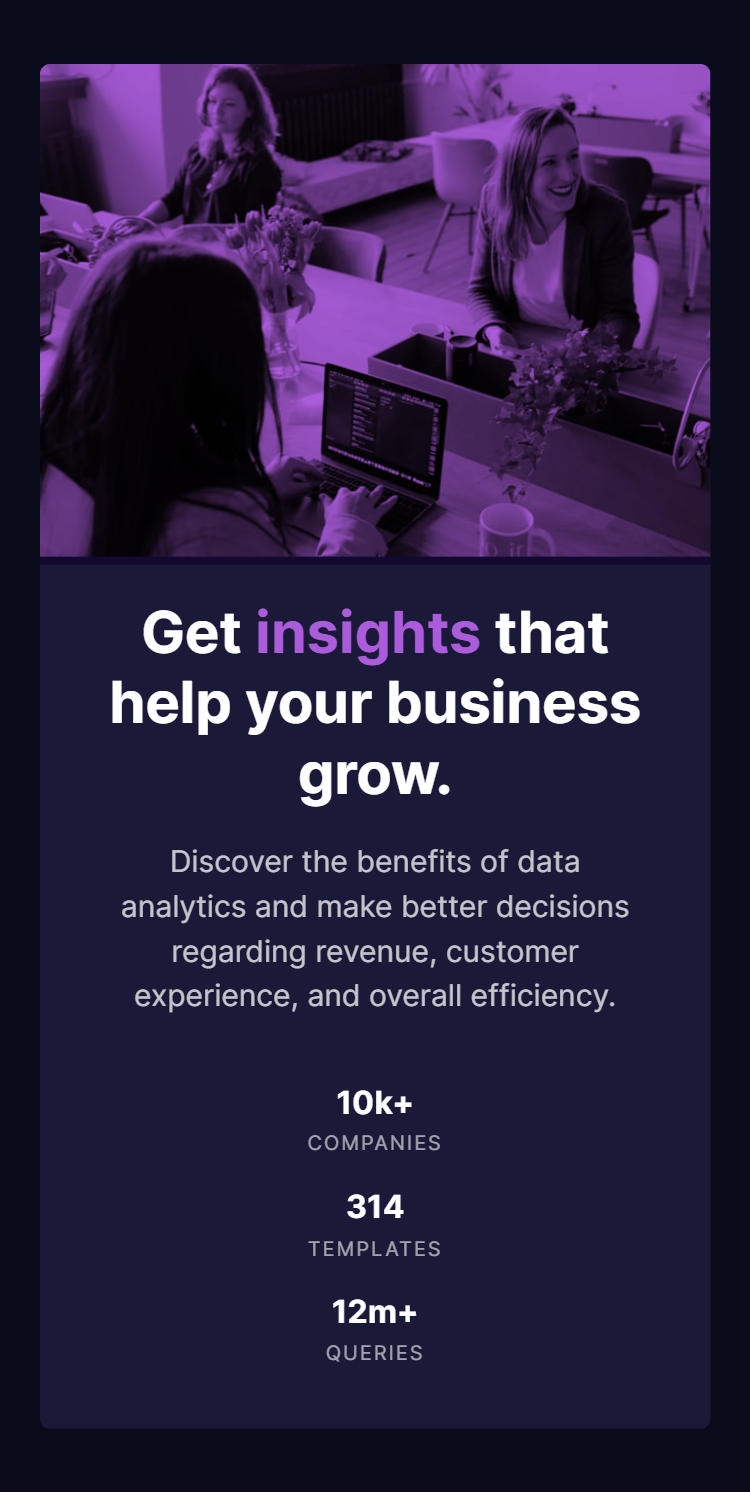 Get insights that
help your business
grow.
Discover the benefits of data
analytics and make better decisions
regarding revenue, customer
experience, and overall efficiency.
10k+
COMPANIES
314
TEMPLATES
12m+
QUERIES